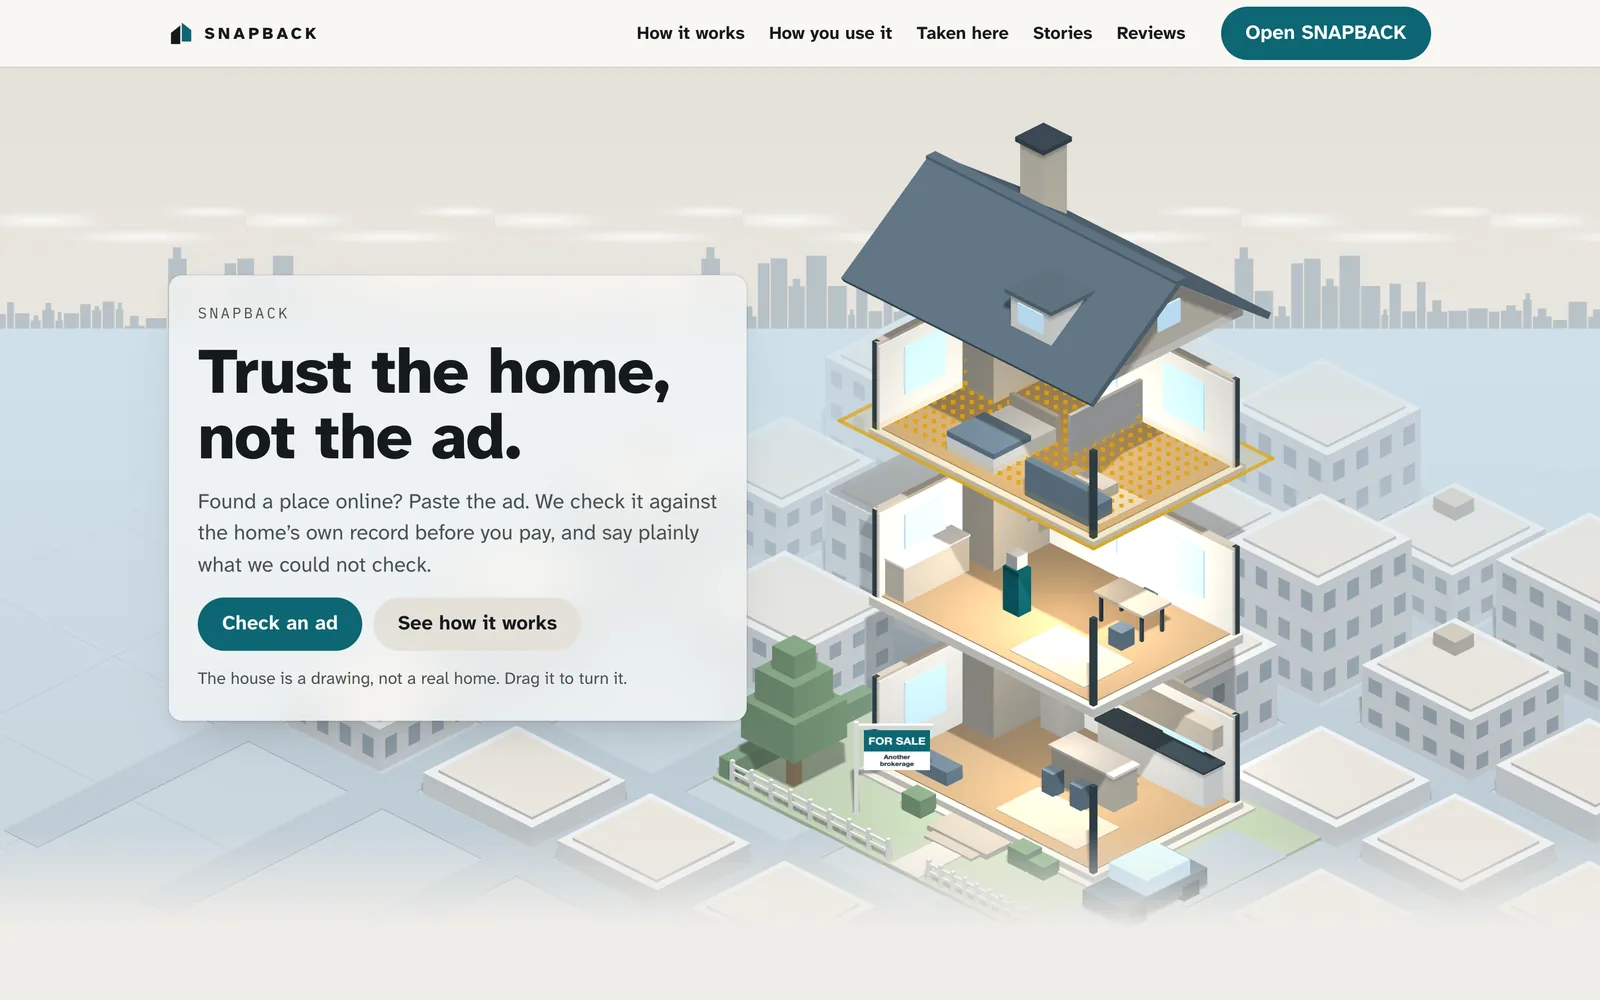 SNAPBACK
How it works
How you use it
Taken here
Stories
Reviews
Open SNAPBACK
SNAPBACK
Trust the home,
not the ad.
Found a place online? Paste the ad. We check it against
the home’s own record before you pay, and say plainly
what we could not check.
Check an ad
See how it works
The house is a drawing, not a real home. Drag it to turn it.
FOR SALE
Another
brokerage